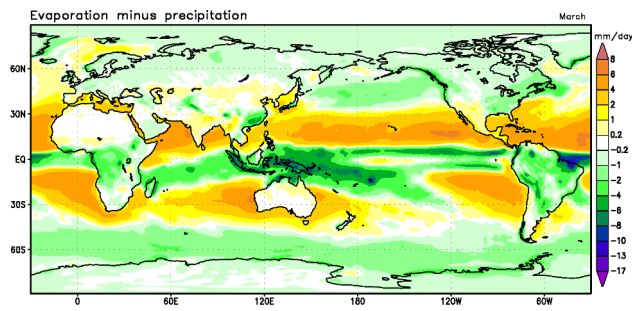 Evaporation minus precipitation
March
mm/day
60N
30N
EQ
30S
60S
0
60E
120E
180
120W
60W
8
6
4
2
1
0.2
-0.2
-1
-2
-4
-6
-8
-10
-13
-17